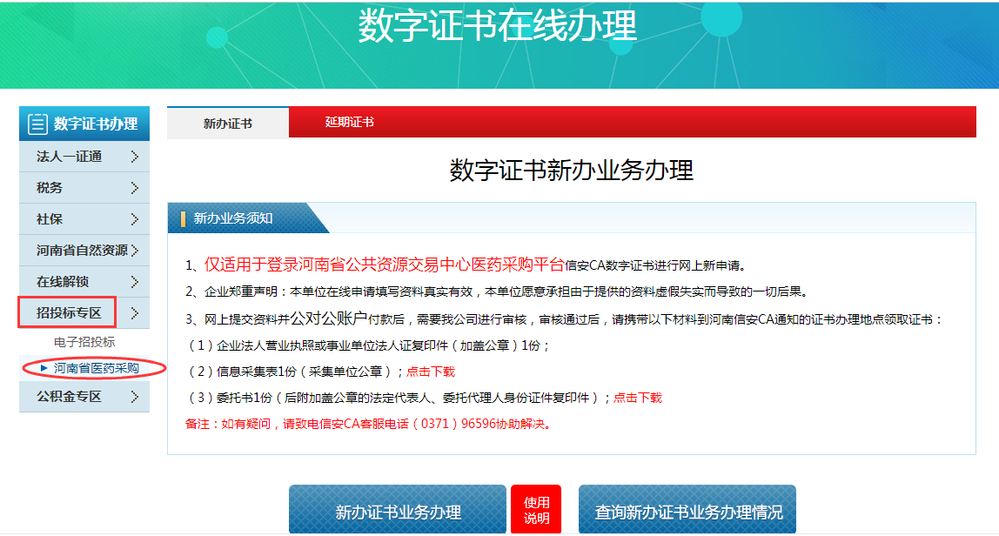 数字证书在线办理
数字证书办理
法人一证通
税务
社保
河南省自然资源
在线解锁
招投标专区
电子招投标
河南省医药采购
公积金专区
新办证书
延期证书
数字证书新办业务办理
新办业务须知
1、仅适用于登录河南省公共资源交易中心医药采购平台信安CA数字证书进行网上新申请。
2、企业郑重声明：本单位在线申请填写资料真实有效，本单位愿意承担由于提供的资料虚假失实而导致的一切后果。
3、网上提交资料并公对公账户付款后，需要我公司进行审核，审核通过后，请携带以下材料到河南信安CA通知的证书办理地点领取证书：
（1）企业法人营业执照或事业单位法人证复印件（加盖公章）1份；
（2）信息采集表1份（采集单位公章）；点击下载
（3）委托书1份（后附加盖公章的法定代表人、委托代理人身份证件复印件）；点击下载
备注：如有疑问，请致电信安CA客服电话（0371）96596协助解决。
新办证书业务办理
使用
说明
查询新办证书业务办理情况